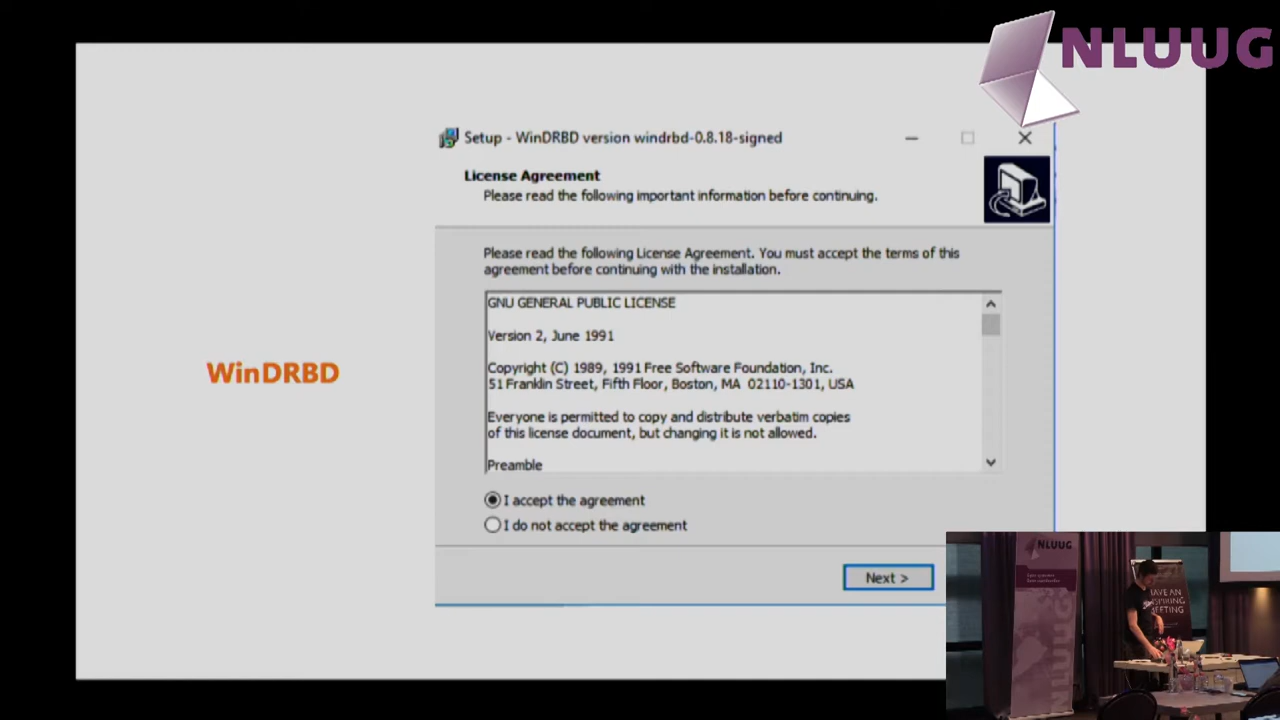 NLUUG
Setup - WinDRBD version windrbd-0.8.18-signed
License Agreement
Please read the following important information before continuing.
Please read the following License Agreement. You must accept the terms of this
agreement before continuing with the installation.
GNU GENERAL PUBLIC LICENSE
Version 2, June 1991
Copyright (C) 1989, 1991 Free Software Foundation, Inc.
51 Franklin Street, Fifth Floor, Boston, MA 02110-1301, USA
Everyone is permitted to copy and distribute verbatim copies
of this license document, but changing it is not allowed.
Preamble
WinDRBD
I accept the agreement
I do not accept the agreement
Next >
NLUUG
NLUUG
MEETING